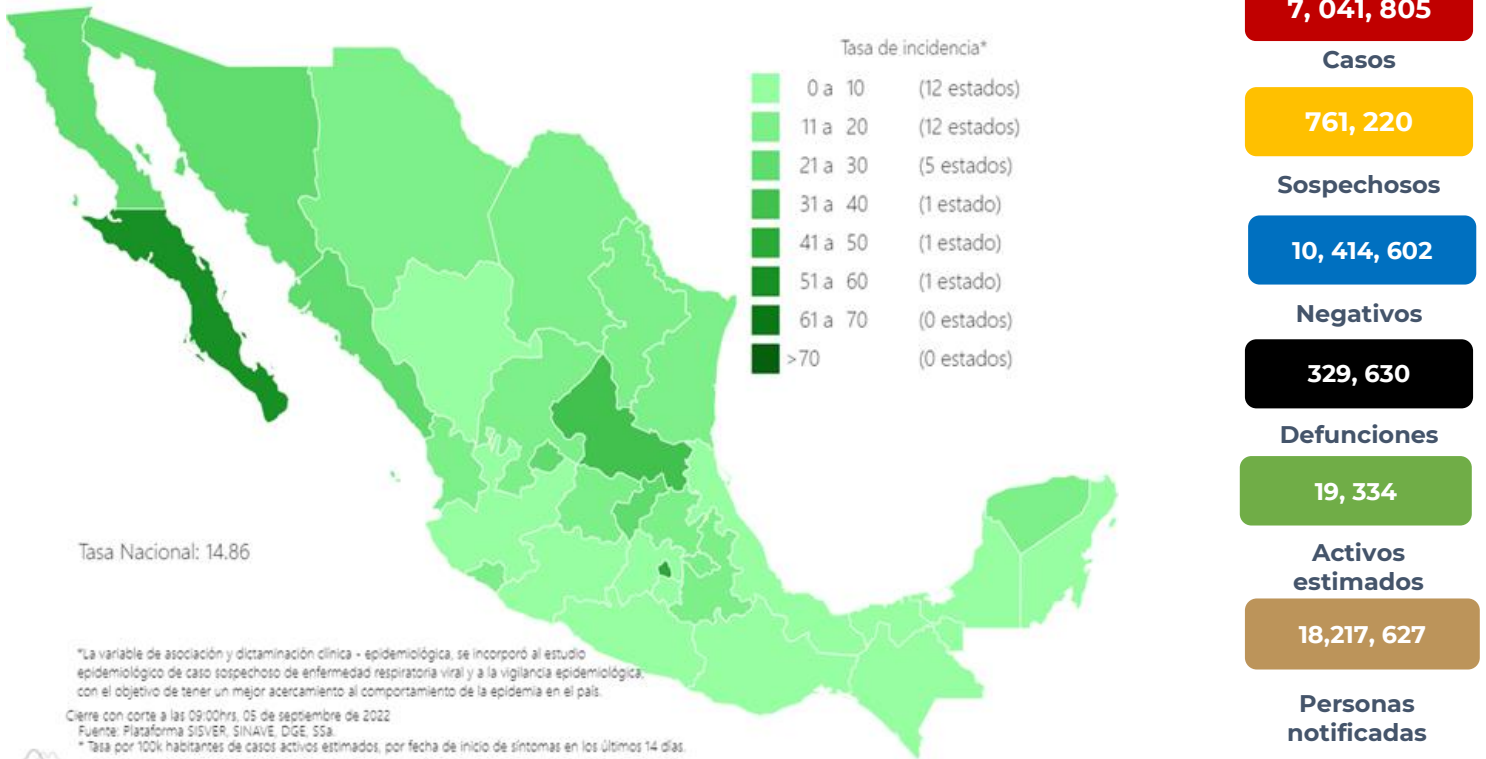 Tasa de incidencia*
0 a 10 (12 estados)
11 a 20 (12 estados)
21 a 30 (5 estados)
31 a 40 (1 estado)
41 a 50 (1 estado)
51 a 60 (1 estado)
61 a 70 (0 estados)
>70 (0 estados)
Tasa Nacional: 14.86
*La variable de asociación y dictaminación clínica - epidemiológica, se incorporó al estudio
epidemiológico de caso sospechoso de enfermedad respiratoria viral y a la vigilancia epidemiológica,
con el objetivo de tener un mejor acercamiento al comportamiento de la epidemia en el país.
Cierre con corte a las 09:00hrs, 05 de septiembre de 2022
Fuente: Plataforma SISVER, SINAVE, DGE, SSa.
* Tasa por 100k habitantes de casos activos estimados, por fecha de inicio de síntomas en los últimos 14 días.
7, 041, 805
Casos
761, 220
Sospechosos
10, 414, 602
Negativos
329, 630
Defunciones
19, 334
Activos
estimados
18,217, 627
Personas
notificadas